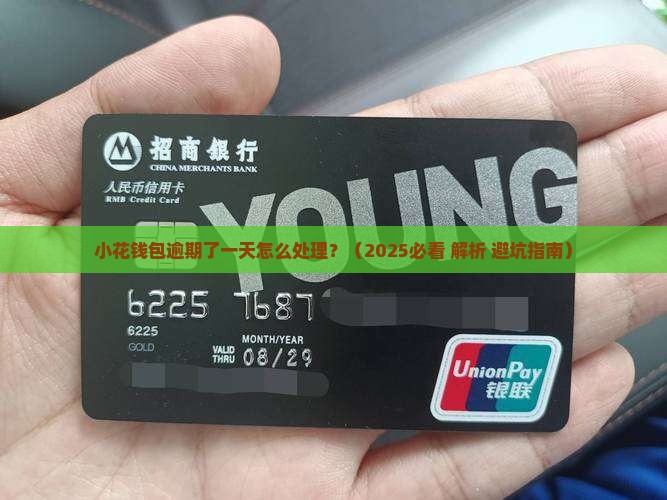 招商银行
CHINA MERCHANTS BANK
人民币信用卡
RMB Credit Card
YOUNG
小花钱包逾期了一天怎么处理？（2025必看 解析 避坑指南）
6225 7687
6225
GOLD
VALID THRU
MONTH/YEAR
08/29
UnionPay
银联